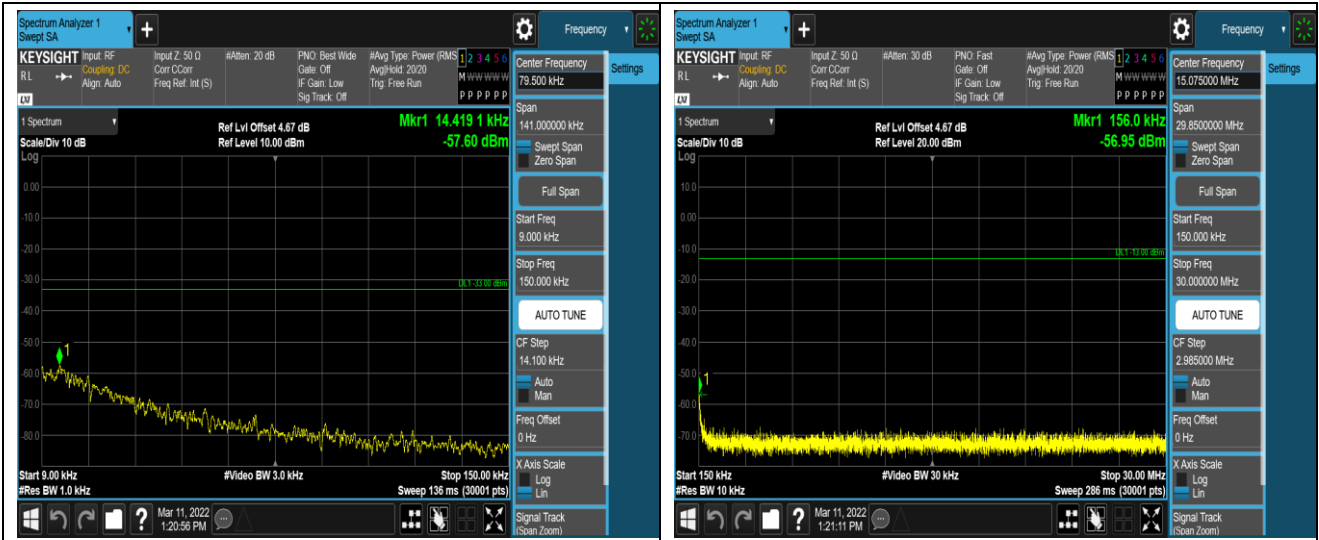 Spectrum Analyzer 1
Swept SA
+
Frequency
KEYSIGHT
Input: RF
Coupling: DC
Align: Auto
Input Z: 50 Ω
Corr CCorr
Freq Ref: Int (S)
#Atten: 20 dB
PNO: Best Wide
Gate: Off
IF Gain: Low
Sig Track: Off
#Avg Type: Power (RMS
Avg|Hold: 20/20
Trig: Free Run
1 2 3 4 5 6
M W W W W W
P P P P P P
R L
LXI
1 Spectrum
Scale/Div 10 dB
Ref Lvl Offset 4.67 dB
Ref Level 10.00 dBm
Mkr1 14.419 1 kHz
-57.60 dBm
Log
0.00
-10.0
-20.0
-30.0
-40.0
-50.0
-60.0
-70.0
-80.0
DL1 -33.00 dBm
1
Start 9.00 kHz
#Res BW 1.0 kHz
#Video BW 3.0 kHz
Stop 150.00 kHz
Sweep 136 ms (30001 pts)
Mar 11, 2022
1:20:56 PM
?
Center Frequency
79.500 kHz
Settings
Span
141.000000 kHz
Swept Span
Zero Span
Full Span
Start Freq
9.000 kHz
Stop Freq
150.000 kHz
AUTO TUNE
CF Step
14.100 kHz
Auto
Man
Freq Offset
0 Hz
X Axis Scale
Log
Lin
Signal Track
(Span Zoom)
Spectrum Analyzer 1
Swept SA
+
Frequency
KEYSIGHT
Input: RF
Coupling: DC
Align: Auto
Input Z: 50 Ω
Corr CCorr
Freq Ref: Int (S)
#Atten: 30 dB
PNO: Fast
Gate: Off
IF Gain: Low
Sig Track: Off
#Avg Type: Power (RMS
Avg|Hold: 20/20
Trig: Free Run
1 2 3 4 5 6
M W W W W W
P P P P P P
R L
LXI
1 Spectrum
Scale/Div 10 dB
Ref Lvl Offset 4.67 dB
Ref Level 20.00 dBm
Mkr1 156.0 kHz
-56.95 dBm
Log
10.0
0.00
-10.0
-20.0
-30.0
-40.0
-50.0
-60.0
-70.0
DL1 -13.00 dBm
1
Start 150 kHz
#Res BW 10 kHz
#Video BW 30 kHz
Stop 30.00 MHz
Sweep 286 ms (30001 pts)
Mar 11, 2022
1:21:11 PM
?
Center Frequency
15.075000 MHz
Settings
Span
29.8500000 MHz
Swept Span
Zero Span
Full Span
Start Freq
150.000 kHz
Stop Freq
30.000000 MHz
AUTO TUNE
CF Step
2.985000 MHz
Auto
Man
Freq Offset
0 Hz
X Axis Scale
Log
Lin
Signal Track
(Span Zoom)